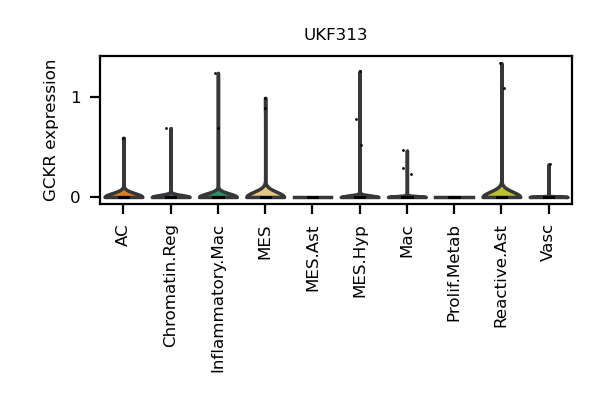 UKF313
GCKR expression
1
0
AC
Chromatin.Reg
Inflammatory.Mac
MES
MES.Ast
MES.Hyp
Mac
Prolif.Metab
Reactive.Ast
Vasc